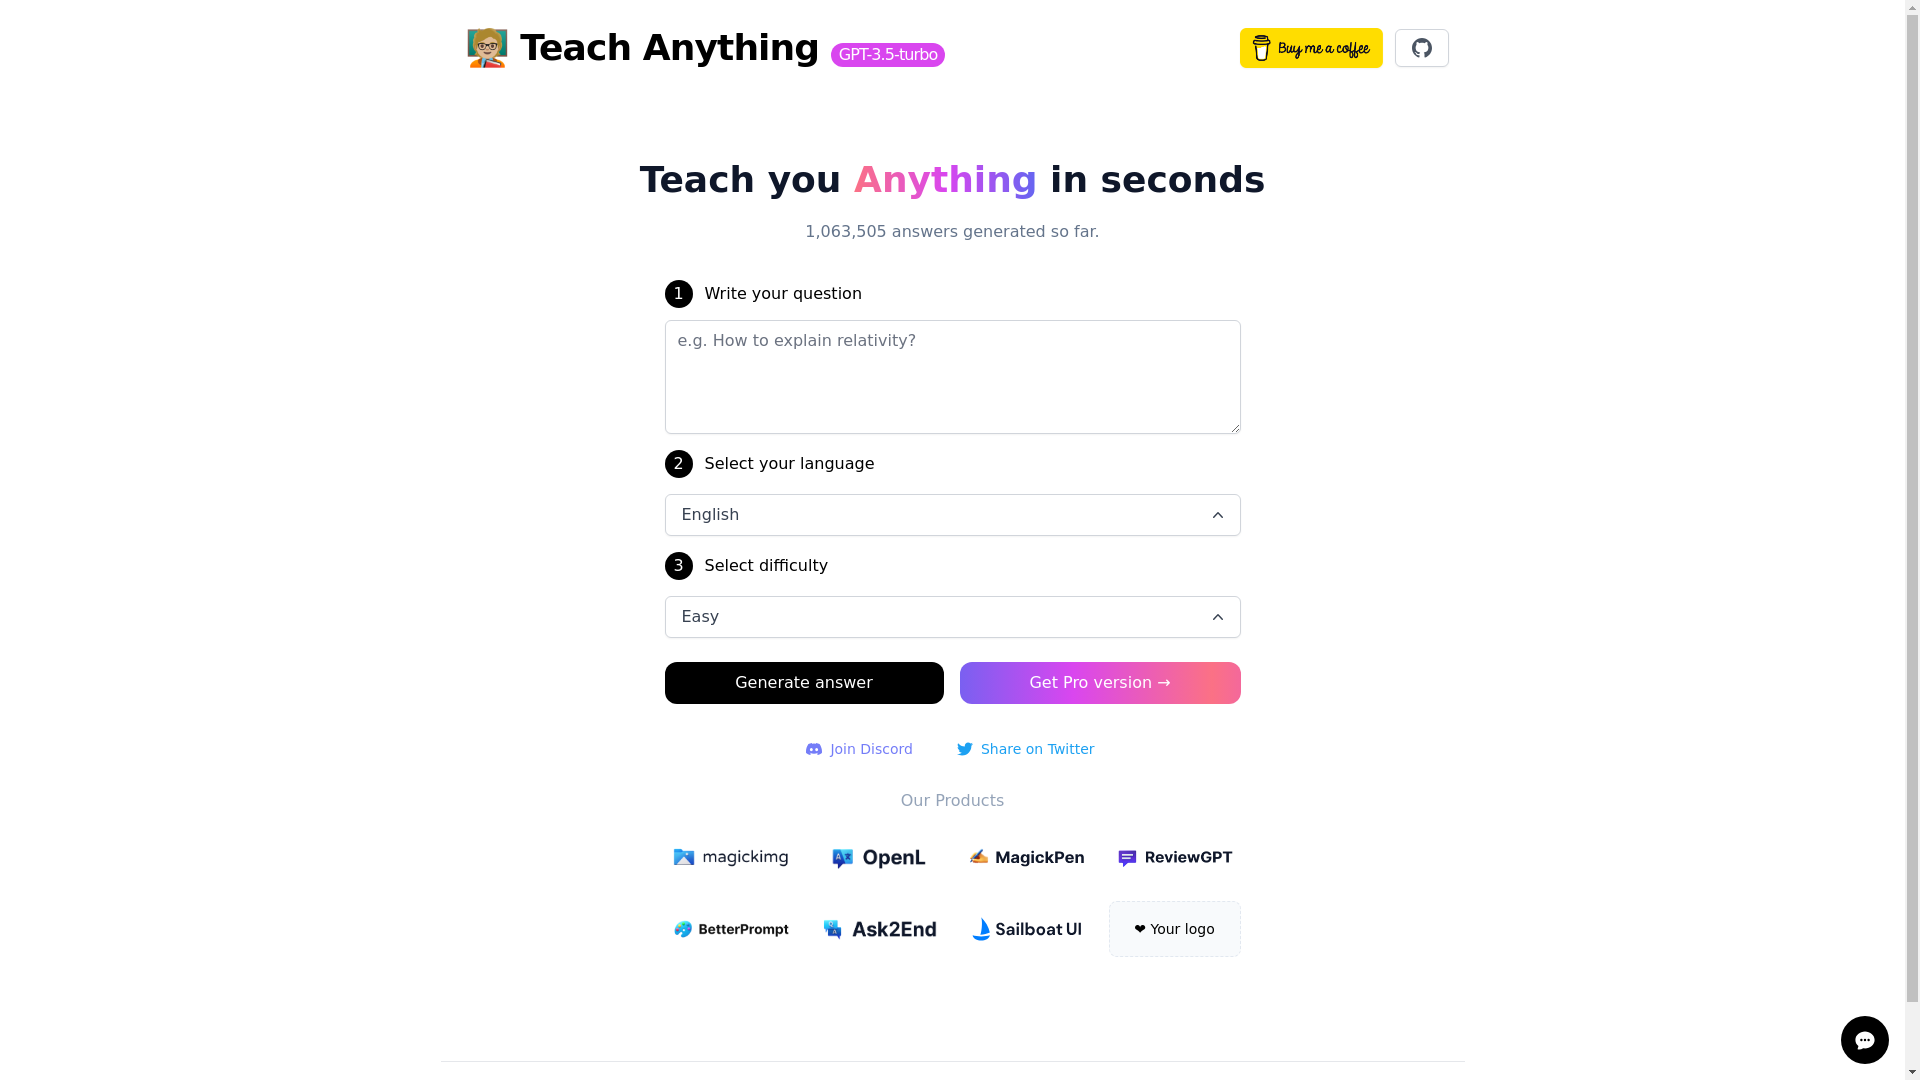 Teach Anything GPT-3.5-turbo
Buy me a coffee
Teach you Anything in seconds
1,063,505 answers generated so far.
1 Write your question
e.g. How to explain relativity?
2 Select your language
English
3 Select difficulty
Easy
Generate answer
Get Pro version →
Join Discord
Share on Twitter
Our Products
magickimg
OpenL
MagickPen
ReviewGPT
BetterPrompt
Ask2End
Sailboat UI
❤ Your logo